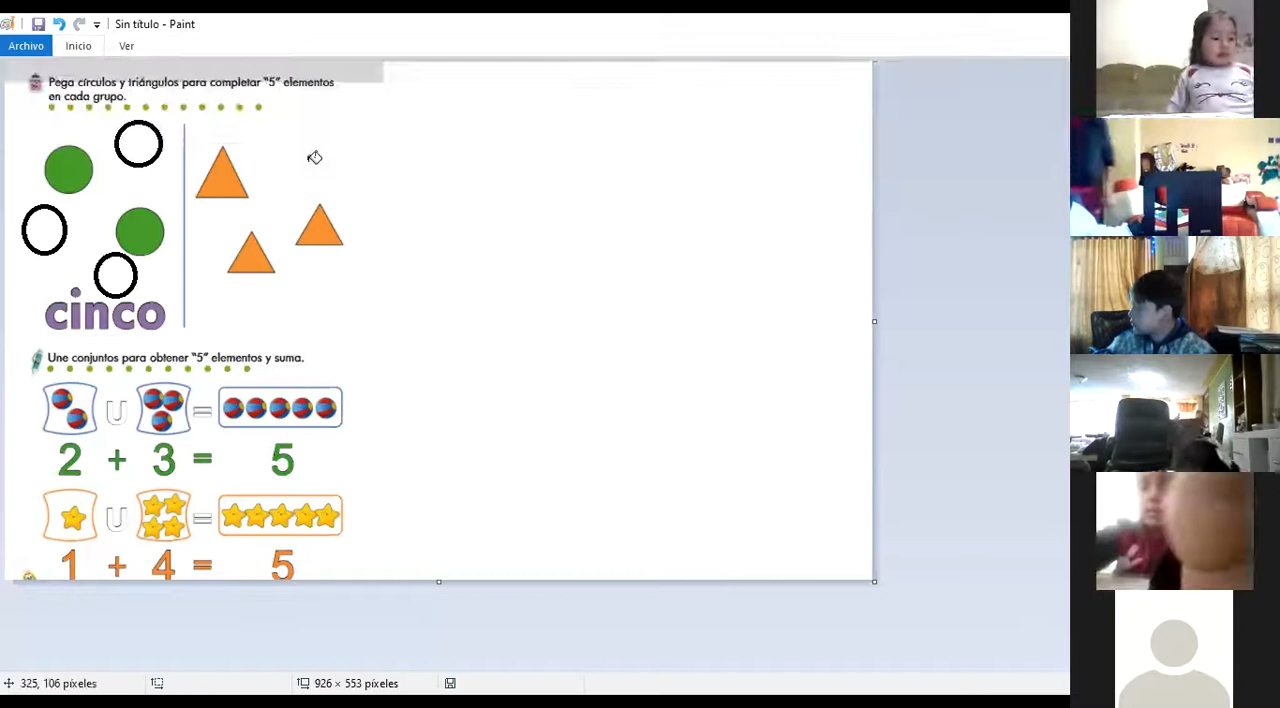 Sin título - Paint
Archivo Inicio Ver
Pega círculos y triángulos para completar "5" elementos
en cada grupo.
cinco
Une conjuntos para obtener "5" elementos y suma.
U =
2 + 3 = 5
U =
1 + 4 = 5
325, 106 píxeles 926 × 553 píxeles